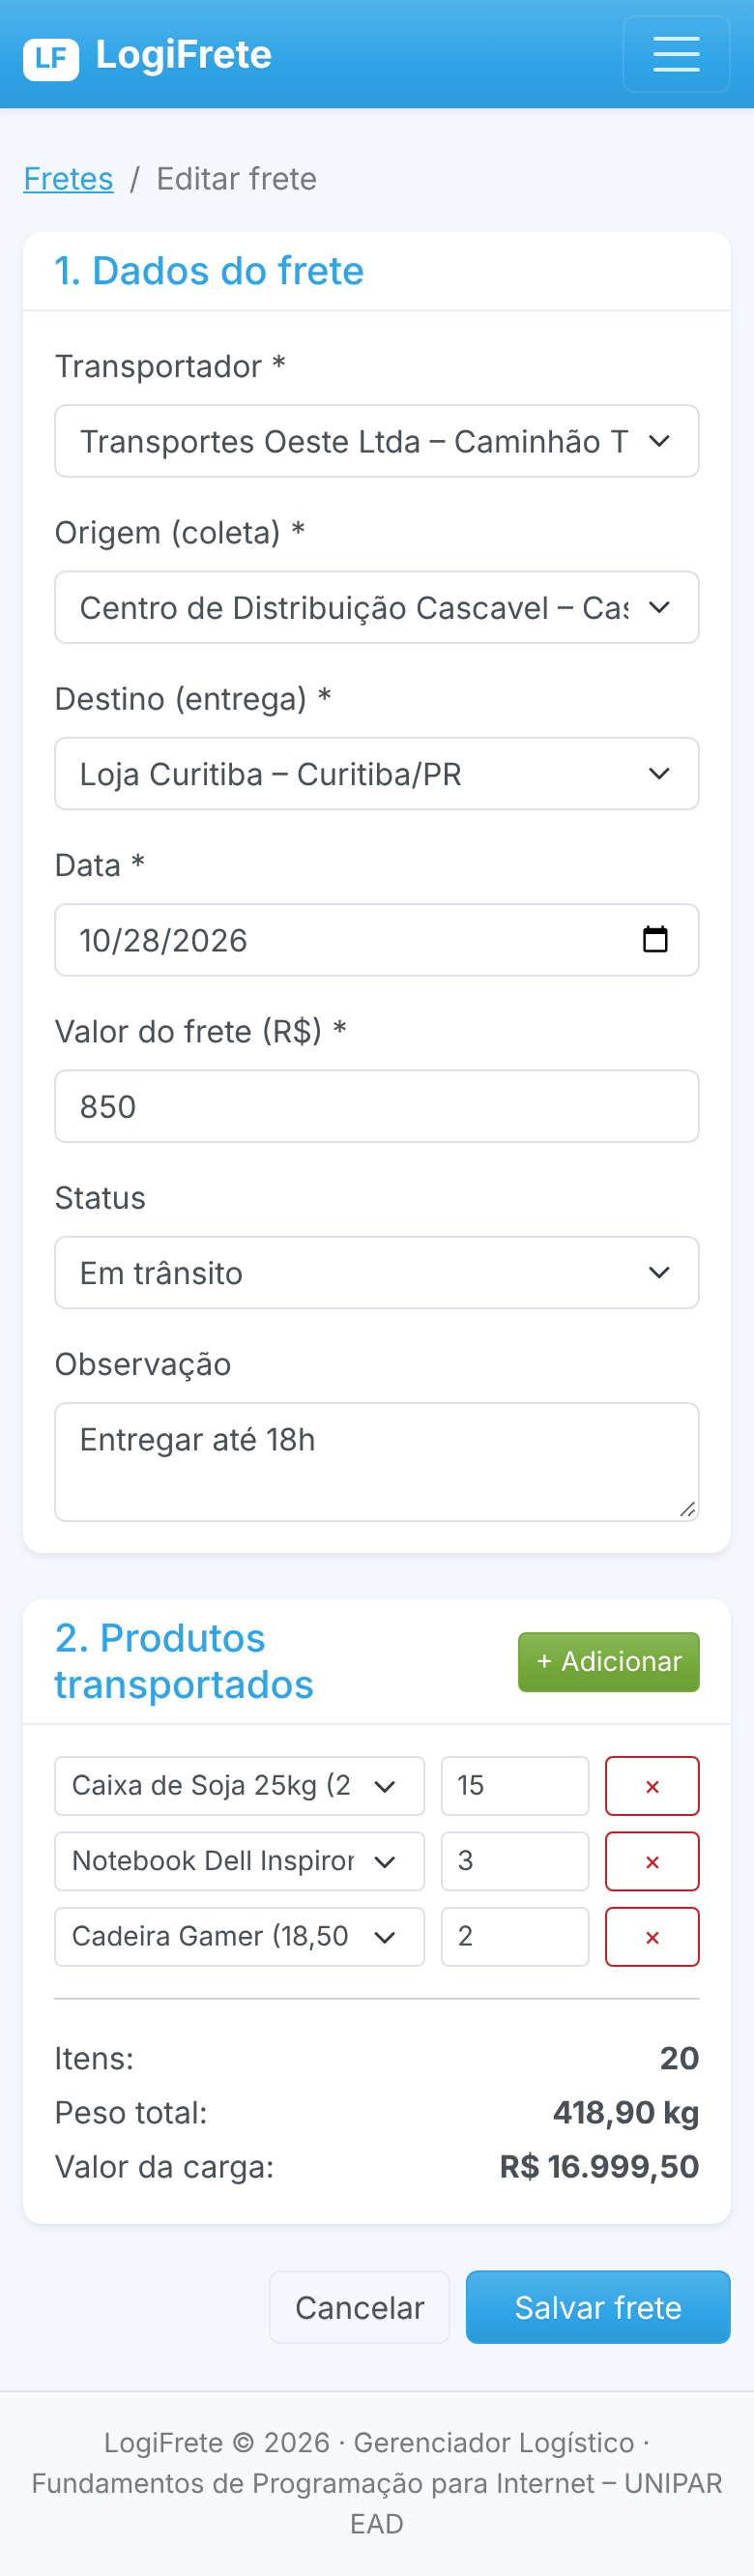 LF LogiFrete
Fretes / Editar frete
1. Dados do frete
Transportador *
Transportes Oeste Ltda – Caminhão T
Origem (coleta) *
Centro de Distribuição Cascavel – Cas
Destino (entrega) *
Loja Curitiba – Curitiba/PR
Data *
10/28/2026
Valor do frete (R$) *
850
Status
Em trânsito
Observação
Entregar até 18h
2. Produtos
transportados
+ Adicionar
Caixa de Soja 25kg (2 15 ×
Notebook Dell Inspiron 3 ×
Cadeira Gamer (18,50 2 ×
Itens: 20
Peso total: 418,90 kg
Valor da carga: R$ 16.999,50
Cancelar Salvar frete
LogiFrete © 2026 · Gerenciador Logístico ·
Fundamentos de Programação para Internet – UNIPAR
EAD